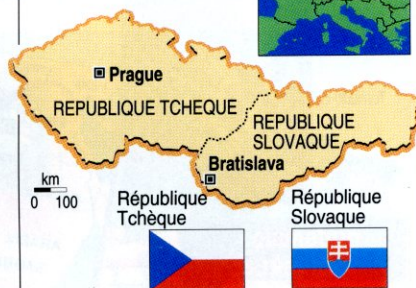 Prague
REPUBLIQUE TCHEQUE
REPUBLIQUE
SLOVAQUE
Bratislava
km
0 100
République
Tchèque
République
Slovaque